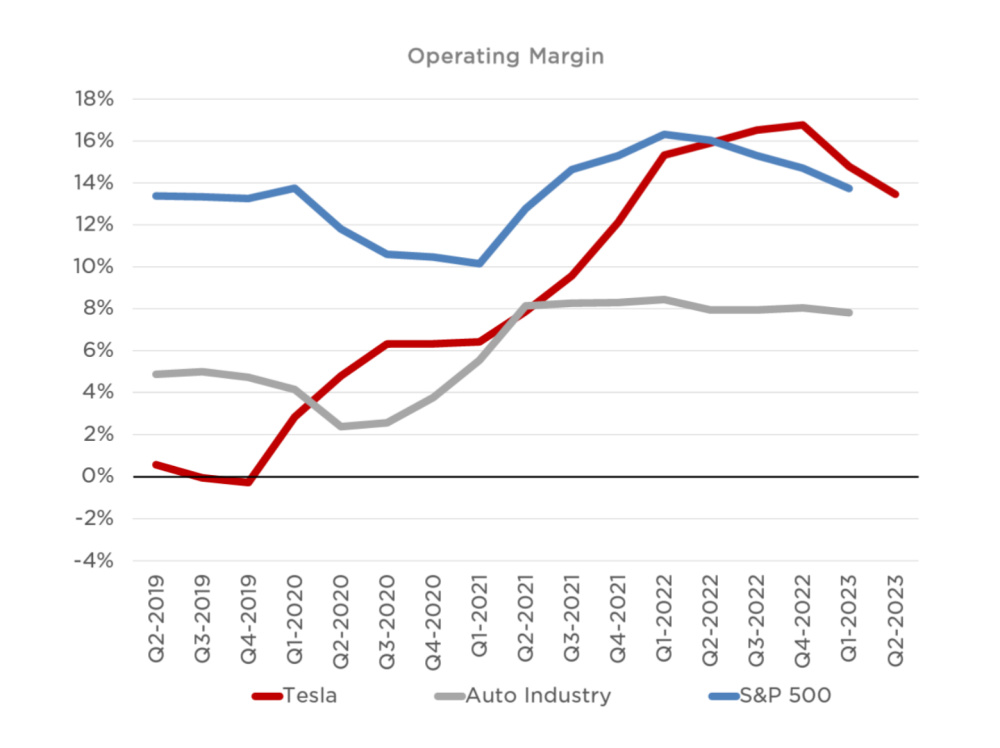 Operating Margin
18%
16%
14%
12%
10%
8%
6%
4%
2%
0%
-2%
-4%
Q2-2019
Q3-2019
Q4-2019
Q1-2020
Q2-2020
Q3-2020
Q4-2020
Q1-2021
Q2-2021
Q3-2021
Q4-2021
Q1-2022
Q2-2022
Q3-2022
Q4-2022
Q1-2023
Q2-2023
Tesla Auto Industry S&P 500